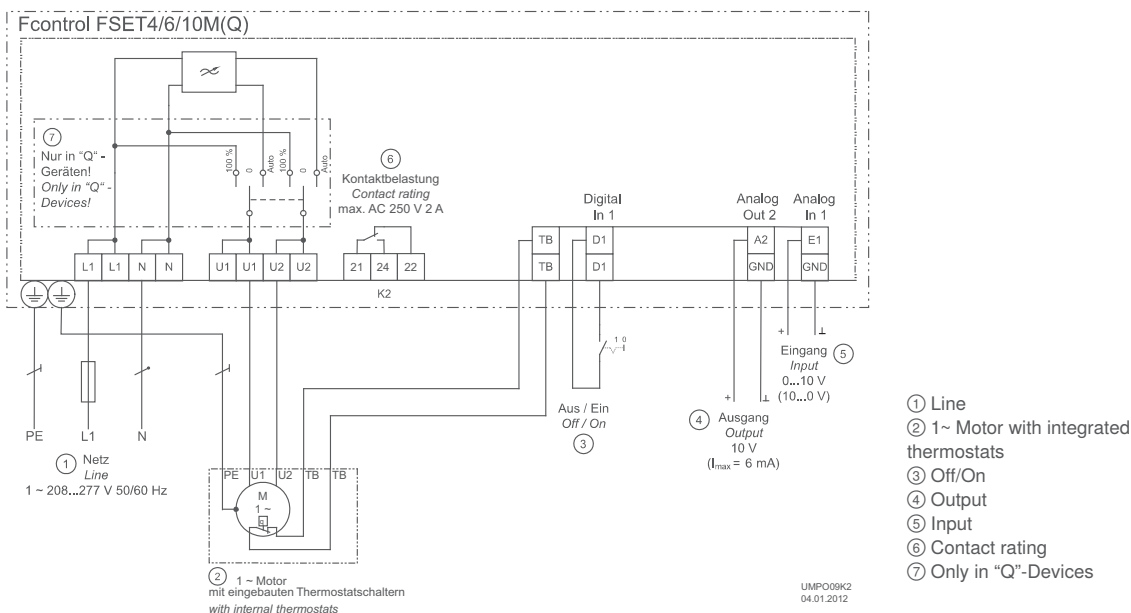 Fcontrol FSET4/6/10M(Q)
7
Nur in "Q" -
Geräten!
Only in "Q" -
Devices!
100 %
0
Auto
100 %
0
Auto
6
Kontaktbelastung
Contact rating
max. AC 250 V 2 A
Digital
In 1
Analog
Out 2
Analog
In 1
L1 L1 N N
U1 U1 U2 U2
21 24 22
K2
TB
TB
D1
D1
A2
GND
E1
GND
PE
L1
N
1 Netz
Line
1 ~ 208...277 V 50/60 Hz
1 0
Aus / Ein
Off / On
3
+ ⊥
4 Ausgang
Output
10 V
(Imax = 6 mA)
+ ⊥
Eingang 5
Input
0...10 V
(10...0 V)
PE U1 U2 TB TB
M
1 ~
2 1 ~ Motor
mit eingebauten Thermostatschaltern
with internal thermostats
UMPO09K2
04.01.2012
① Line
② 1~ Motor with integrated
thermostats
③ Off/On
④ Output
⑤ Input
⑥ Contact rating
⑦ Only in “Q”-Devices